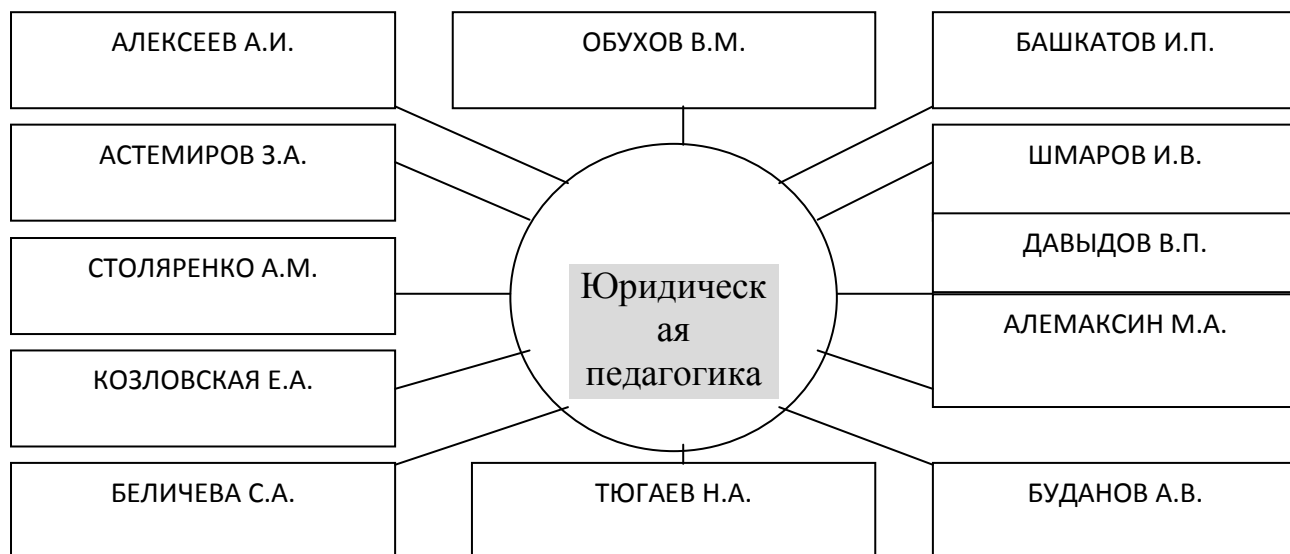 АЛЕКСЕЕВ А.И.
ОБУХОВ В.М.
БАШКАТОВ И.П.
АСТЕМИРОВ З.А.
ШМАРОВ И.В.
СТОЛЯРЕНКО А.М.
ДАВЫДОВ В.П.
Юридическ
ая
педагогика
АЛЕМАКСИН М.А.
КОЗЛОВСКАЯ Е.А.
БЕЛИЧЕВА С.А.
ТЮГАЕВ Н.А.
БУДАНОВ А.В.